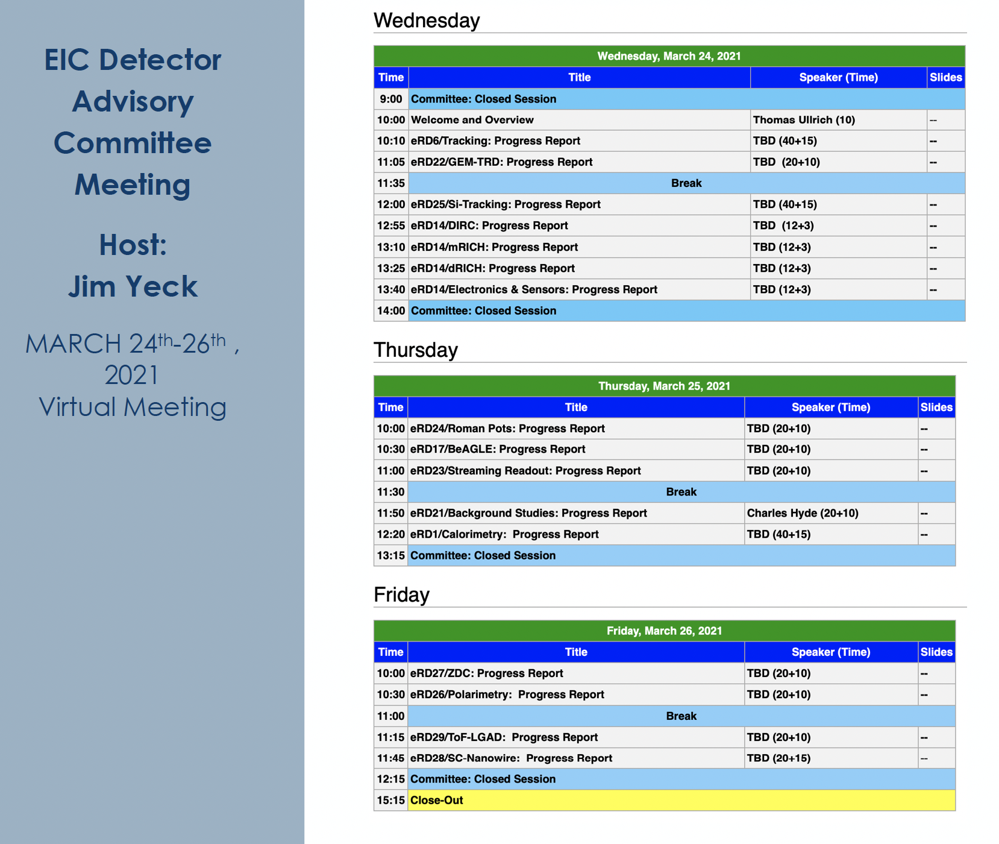 EIC Detector
Advisory
Committee
Meeting
Host:
Jim Yeck
MARCH 24th-26th ,
2021
Virtual Meeting
Wednesday
Wednesday, March 24, 2021
Time Title Speaker (Time) Slides
9:00 Committee: Closed Session
10:00 Welcome and Overview Thomas Ullrich (10) --
10:10 eRD6/Tracking: Progress Report TBD (40+15) --
11:05 eRD22/GEM-TRD: Progress Report TBD (20+10) --
11:35 Break
12:00 eRD25/Si-Tracking: Progress Report TBD (40+15) --
12:55 eRD14/DIRC: Progress Report TBD (12+3) --
13:10 eRD14/mRICH: Progress Report TBD (12+3) --
13:25 eRD14/dRICH: Progress Report TBD (12+3) --
13:40 eRD14/Electronics & Sensors: Progress Report TBD (12+3) --
14:00 Committee: Closed Session
Thursday
Thursday, March 25, 2021
Time Title Speaker (Time) Slides
10:00 eRD24/Roman Pots: Progress Report TBD (20+10) --
10:30 eRD17/BeAGLE: Progress Report TBD (20+10) --
11:00 eRD23/Streaming Readout: Progress Report TBD (20+10) --
11:30 Break
11:50 eRD21/Background Studies: Progress Report Charles Hyde (20+10) --
12:20 eRD1/Calorimetry: Progress Report TBD (40+15) --
13:15 Committee: Closed Session
Friday
Friday, March 26, 2021
Time Title Speaker (Time) Slides
10:00 eRD27/ZDC: Progress Report TBD (20+10) --
10:30 eRD26/Polarimetry: Progress Report TBD (20+10) --
11:00 Break
11:15 eRD29/ToF-LGAD: Progress Report TBD (20+10) --
11:45 eRD28/SC-Nanowire: Progress Report TBD (20+15) --
12:15 Committee: Closed Session
15:15 Close-Out